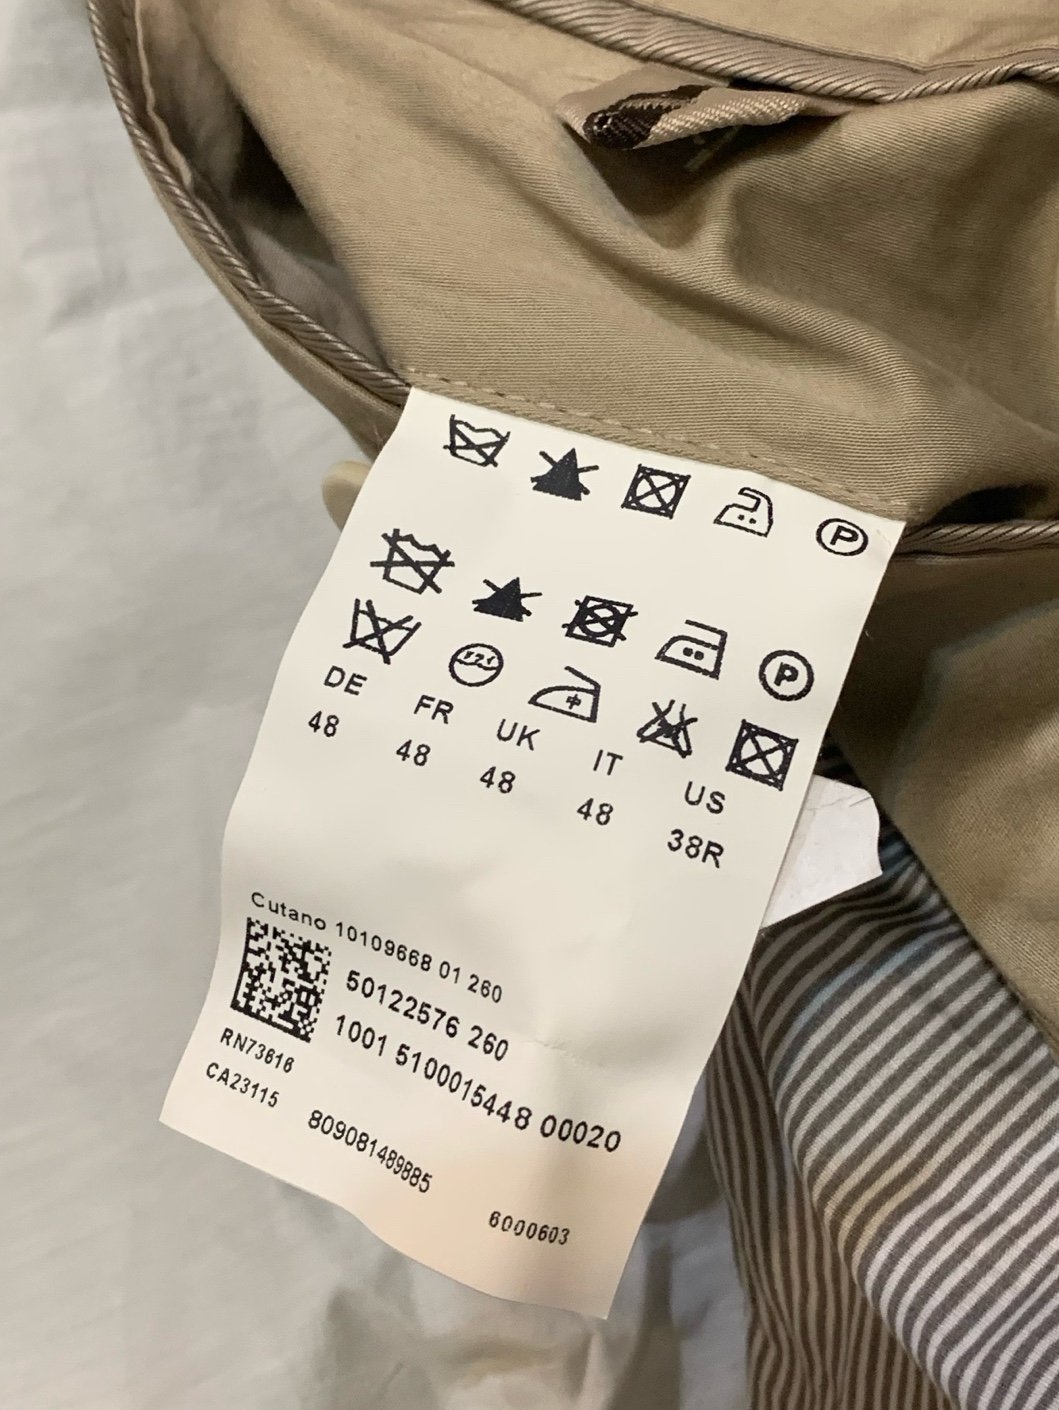 DE FR UK IT US
48 48 48 48 38R
Cutano 10109668 01 260
50122576 260
1001 5100015448 00020
RN73616
CA23115
809081489885
6000603